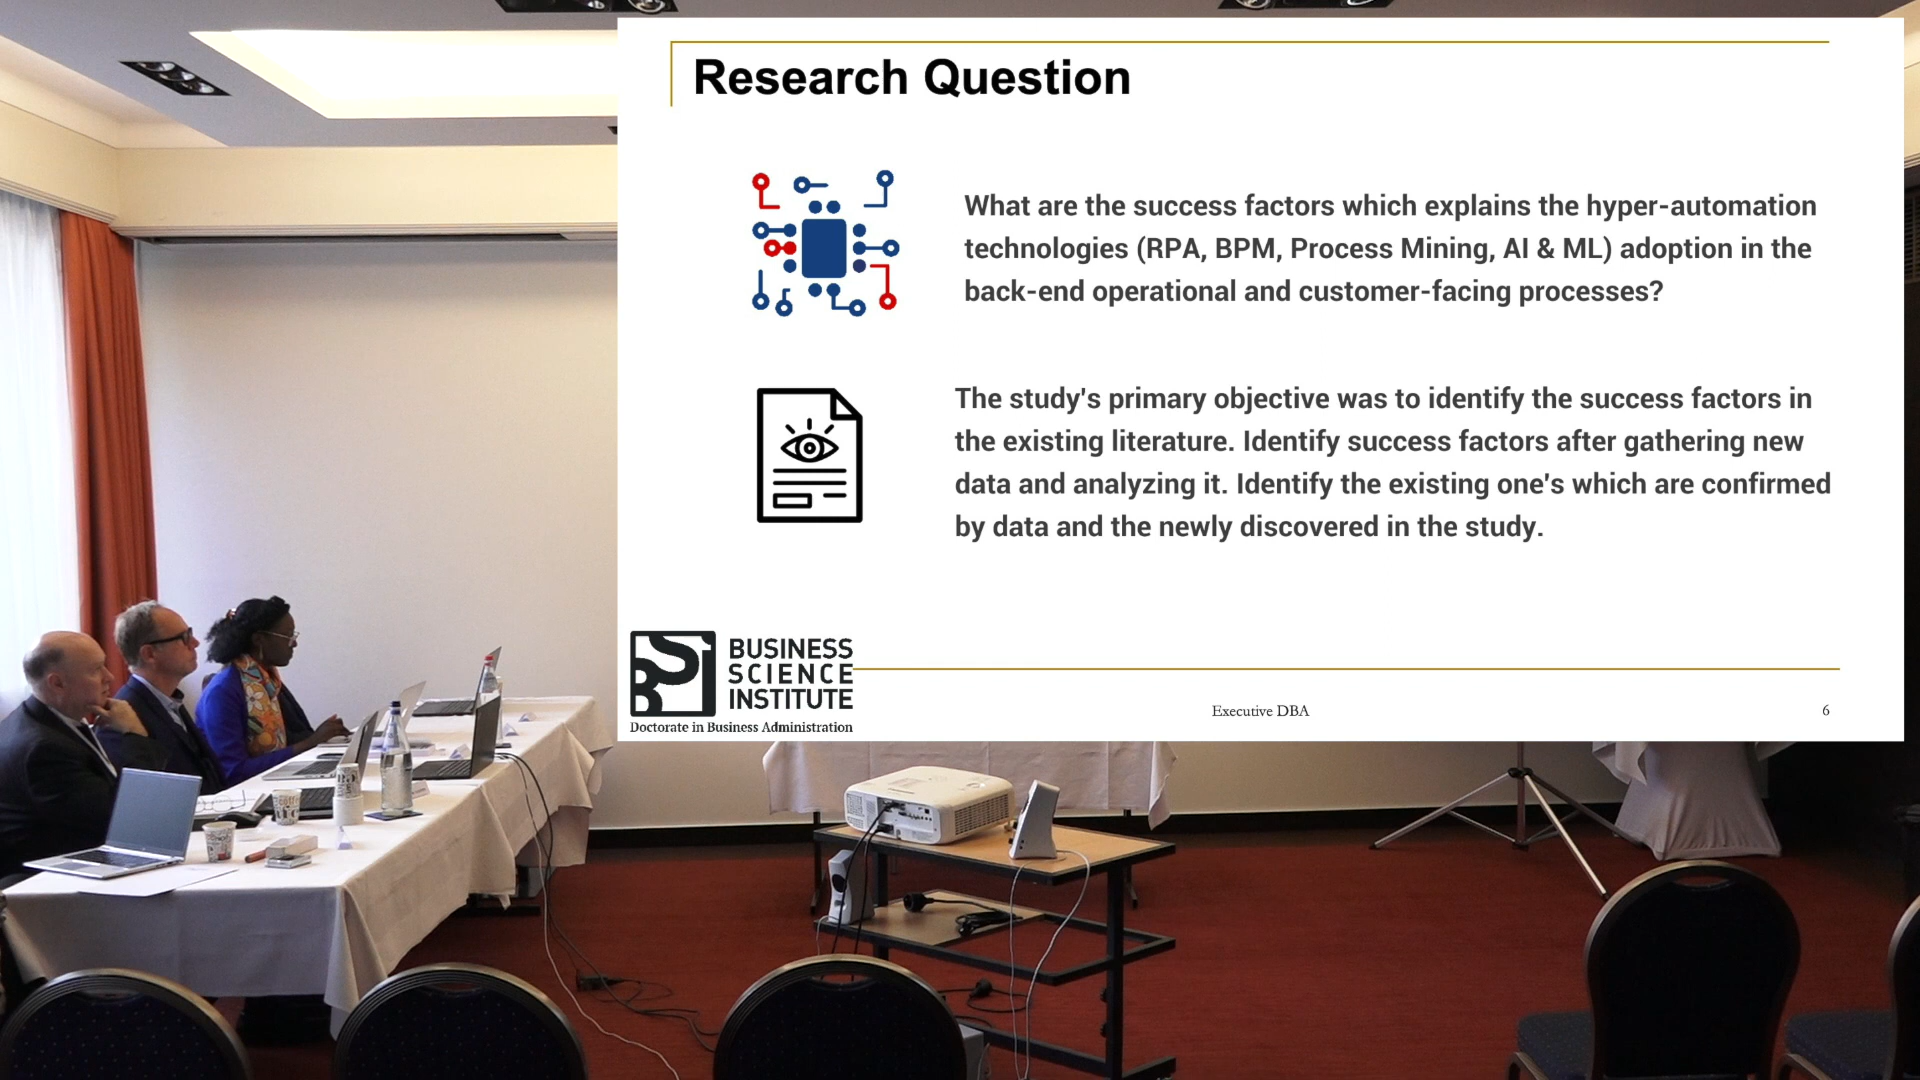 Research Question
What are the success factors which explains the hyper-automation
technologies (RPA, BPM, Process Mining, AI & ML) adoption in the
back-end operational and customer-facing processes?
The study's primary objective was to identify the success factors in
the existing literature. Identify success factors after gathering new
data and analyzing it. Identify the existing one's which are confirmed
by data and the newly discovered in the study.
BUSINESS
SCIENCE
INSTITUTE
Doctorate in Business Administration
Executive DBA
6